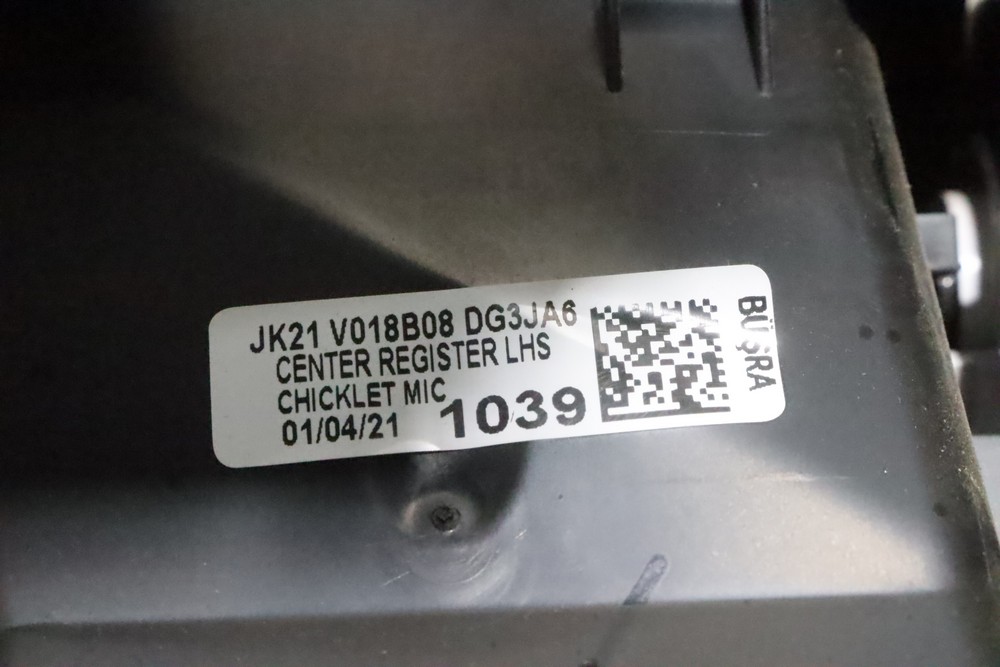 JK21 V018B08 DG3JA6
CENTER REGISTER LHS
CHICKLET MIC
01/04/21 1039
BÜŞRA